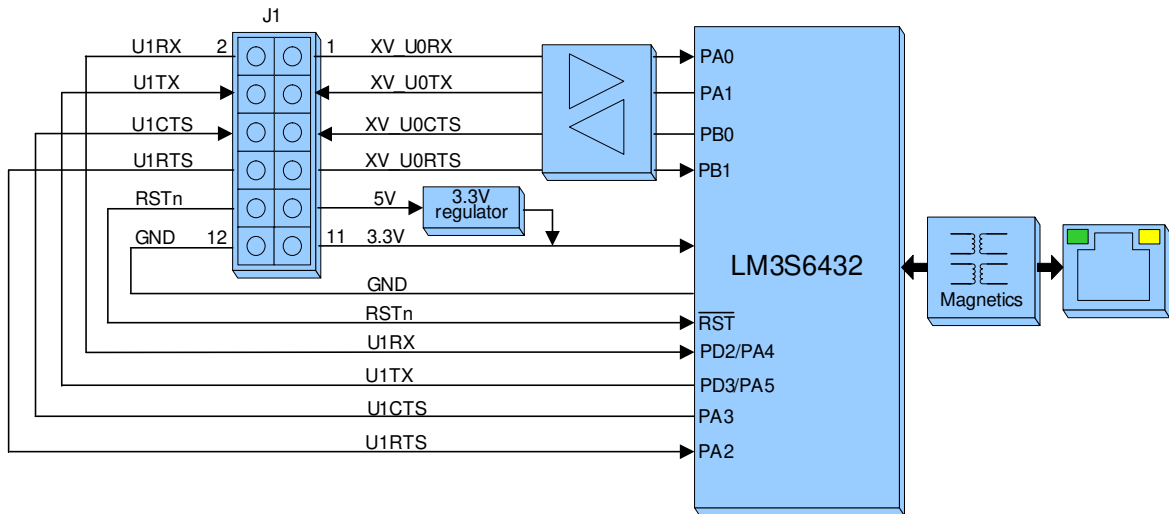 J1
U1RX 2 1 XV_U0RX PA0
U1TX XV_U0TX PA1
U1CTS XV_U0CTS PB0
U1RTS XV_U0RTS PB1
RSTn 5V 3.3V
regulator
GND 12 11 3.3V
LM3S6432
GND
Magnetics
RSTn RST
U1RX PD2/PA4
U1TX PD3/PA5
U1CTS PA3
U1RTS PA2